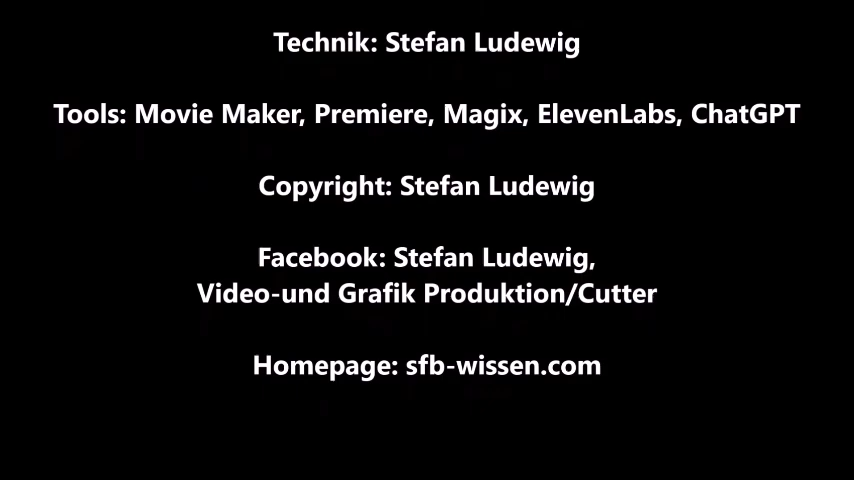 Technik: Stefan Ludewig
Tools: Movie Maker, Premiere, Magix, ElevenLabs, ChatGPT
Copyright: Stefan Ludewig
Facebook: Stefan Ludewig,
Video-und Grafik Produktion/Cutter
Homepage: sfb-wissen.com